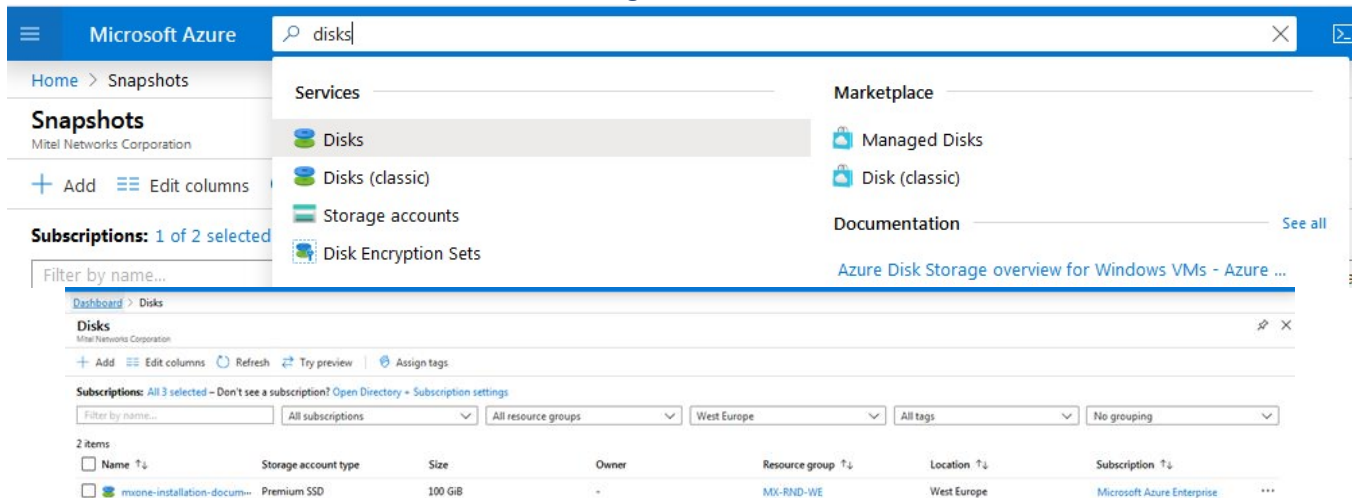 Microsoft Azure disks
Home > Snapshots
Snapshots
Mitel Networks Corporation
+ Add Edit columns
Subscriptions: 1 of 2 selected
Filter by name...
Services
Disks
Disks (classic)
Storage accounts
Disk Encryption Sets
Marketplace
Managed Disks
Disk (classic)
Documentation See all
Azure Disk Storage overview for Windows VMs - Azure ...
Dashboard > Disks
Disks
Mitel Networks Corporation
+ Add Edit columns Refresh Try preview Assign tags
Subscriptions: All 3 selected – Don't see a subscription? Open Directory + Subscription settings
Filter by name... All subscriptions All resource groups West Europe All tags No grouping
2 items
Name ↑↓ Storage account type Size Owner Resource group ↑↓ Location ↑↓ Subscription ↑↓
mxone-installation-docum... Premium SSD 100 GiB - MX-RND-WE West Europe Microsoft Azure Enterprise ...